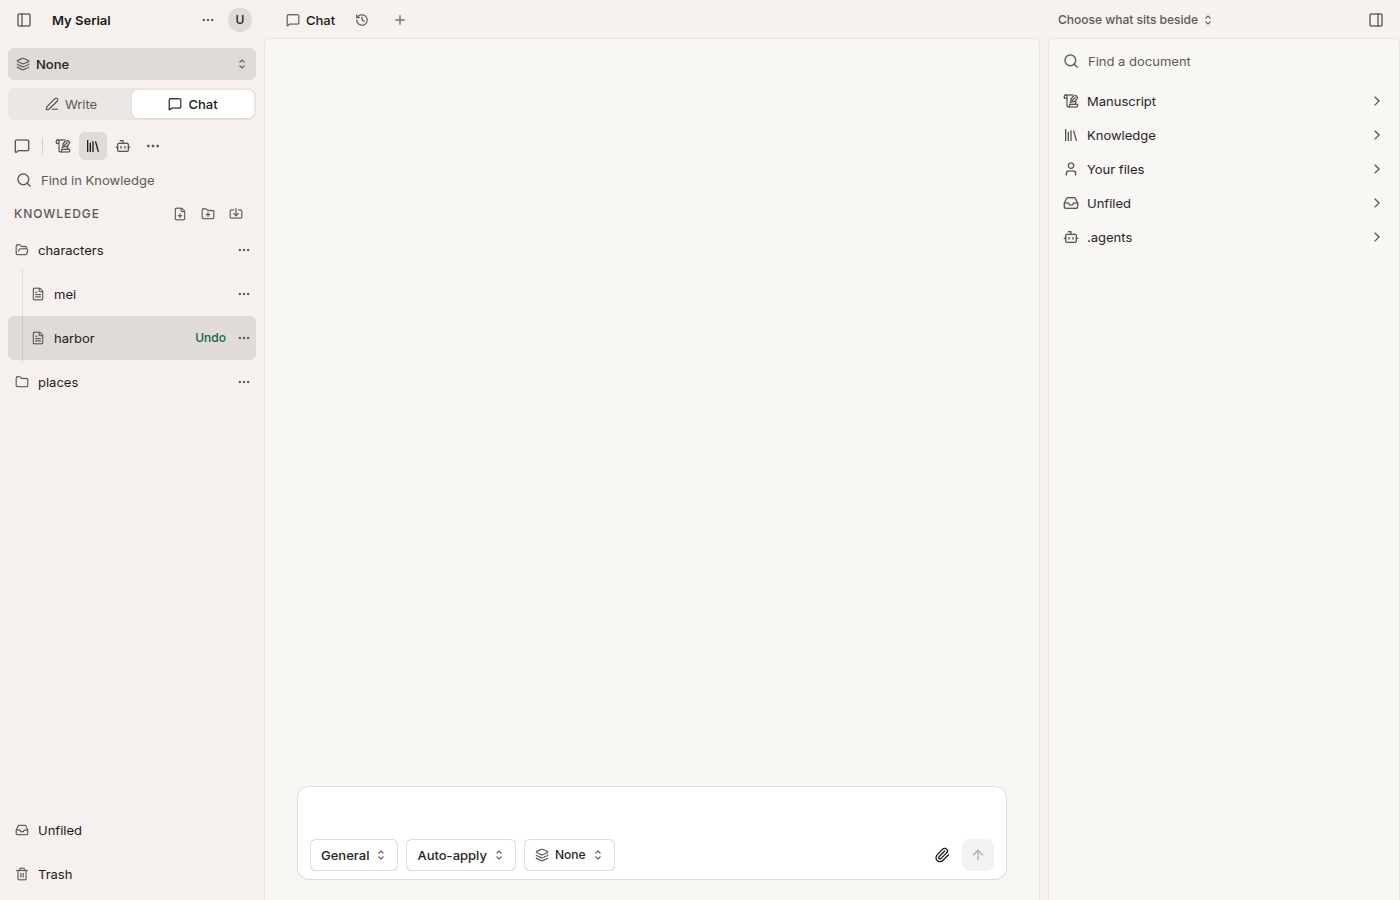 My Serial
U
None
Write
Chat
Find in Knowledge
KNOWLEDGE
characters
mei
harbor
Undo
places
Unfiled
Trash
Chat
General
Auto-apply
None
Choose what sits beside
Find a document
Manuscript
Knowledge
Your files
Unfiled
.agents